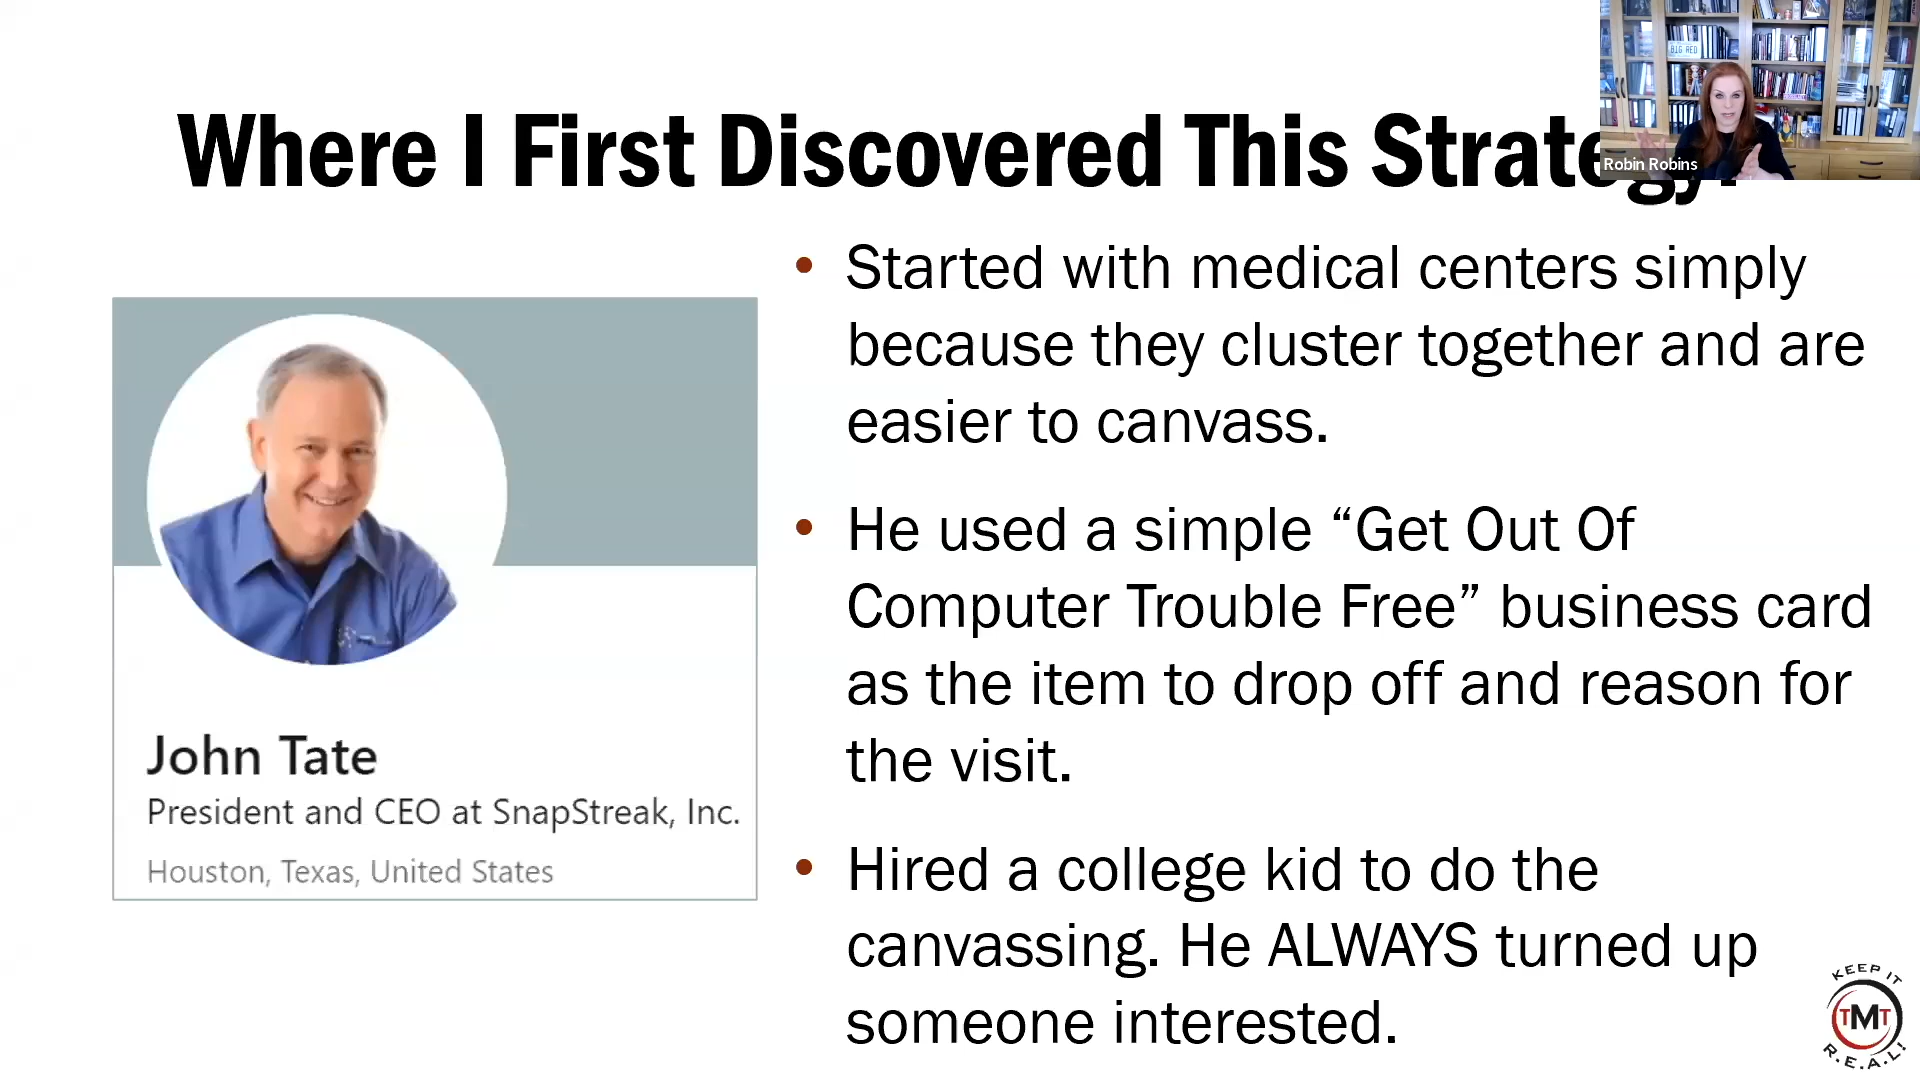 BIG RED
Robin Robins
Where I First Discovered This Strategy
John Tate
President and CEO at SnapStreak, Inc.
Houston, Texas, United States
• Started with medical centers simply
because they cluster together and are
easier to canvass.
• He used a simple “Get Out Of
Computer Trouble Free” business card
as the item to drop off and reason for
the visit.
• Hired a college kid to do the
canvassing. He ALWAYS turned up
someone interested.
KEEP IT
TMT
R.E.A.L!